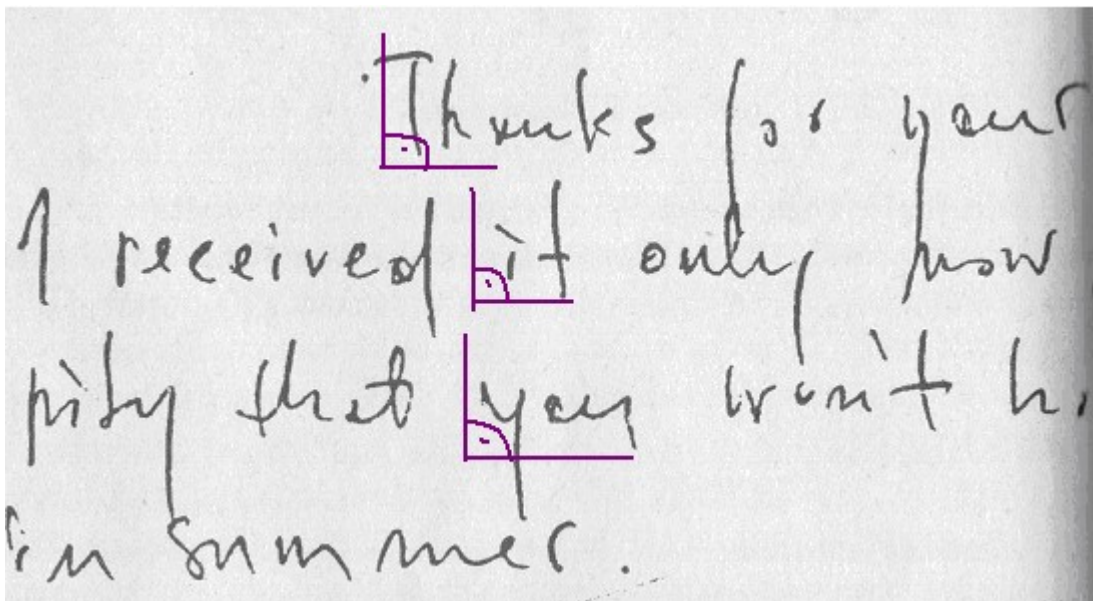 Thanks for your
I received it only now
pity that you won't h
in summer.